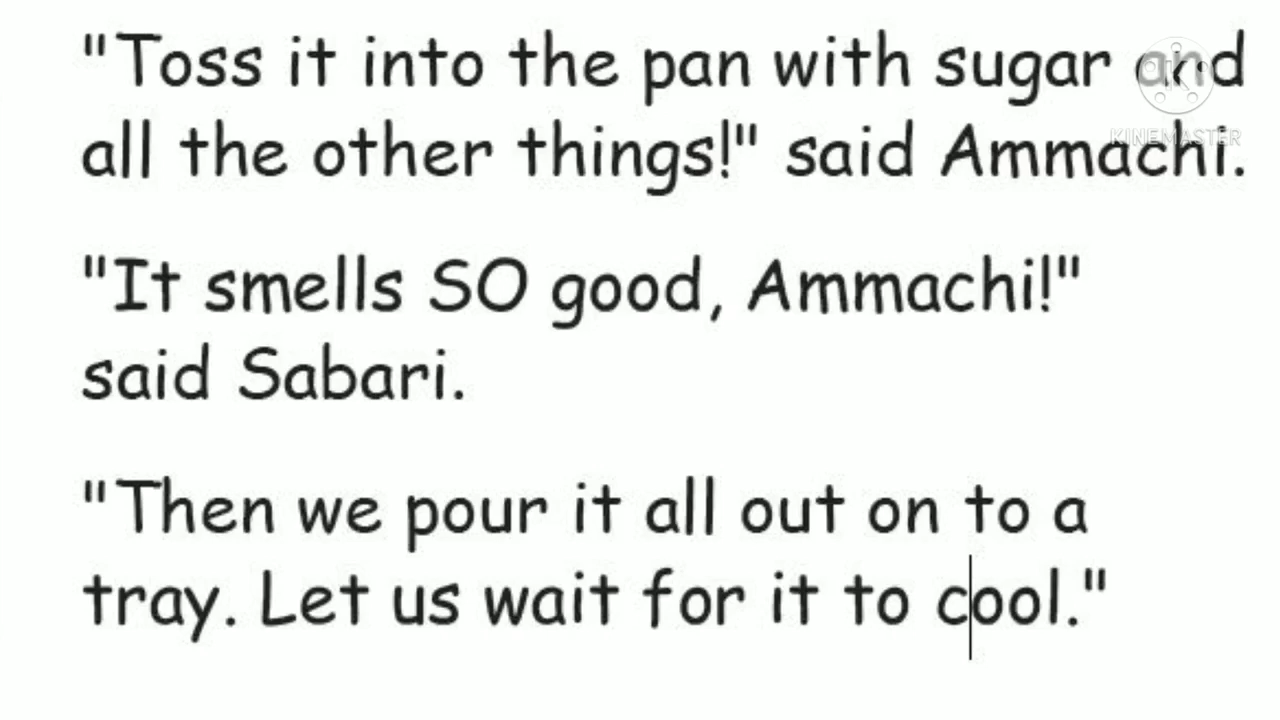 "Toss it into the pan with sugar and
all the other things!" said Ammachi.
"It smells SO good, Ammachi!"
said Sabari.
"Then we pour it all out on to a
tray. Let us wait for it to cool."
K
KINEMASTER